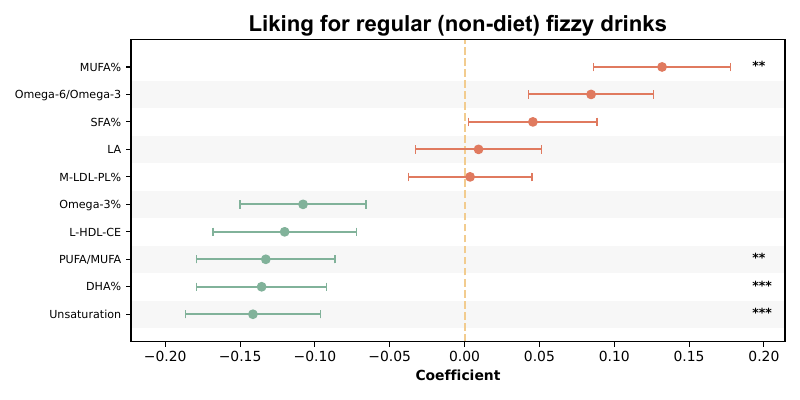 Liking for regular (non-diet) fizzy drinks
MUFA% **
Omega-6/Omega-3
SFA%
LA
M-LDL-PL%
Omega-3%
L-HDL-CE
PUFA/MUFA **
DHA% ***
Unsaturation ***
−0.20 −0.15 −0.10 −0.05 0.00 0.05 0.10 0.15 0.20
Coefficient